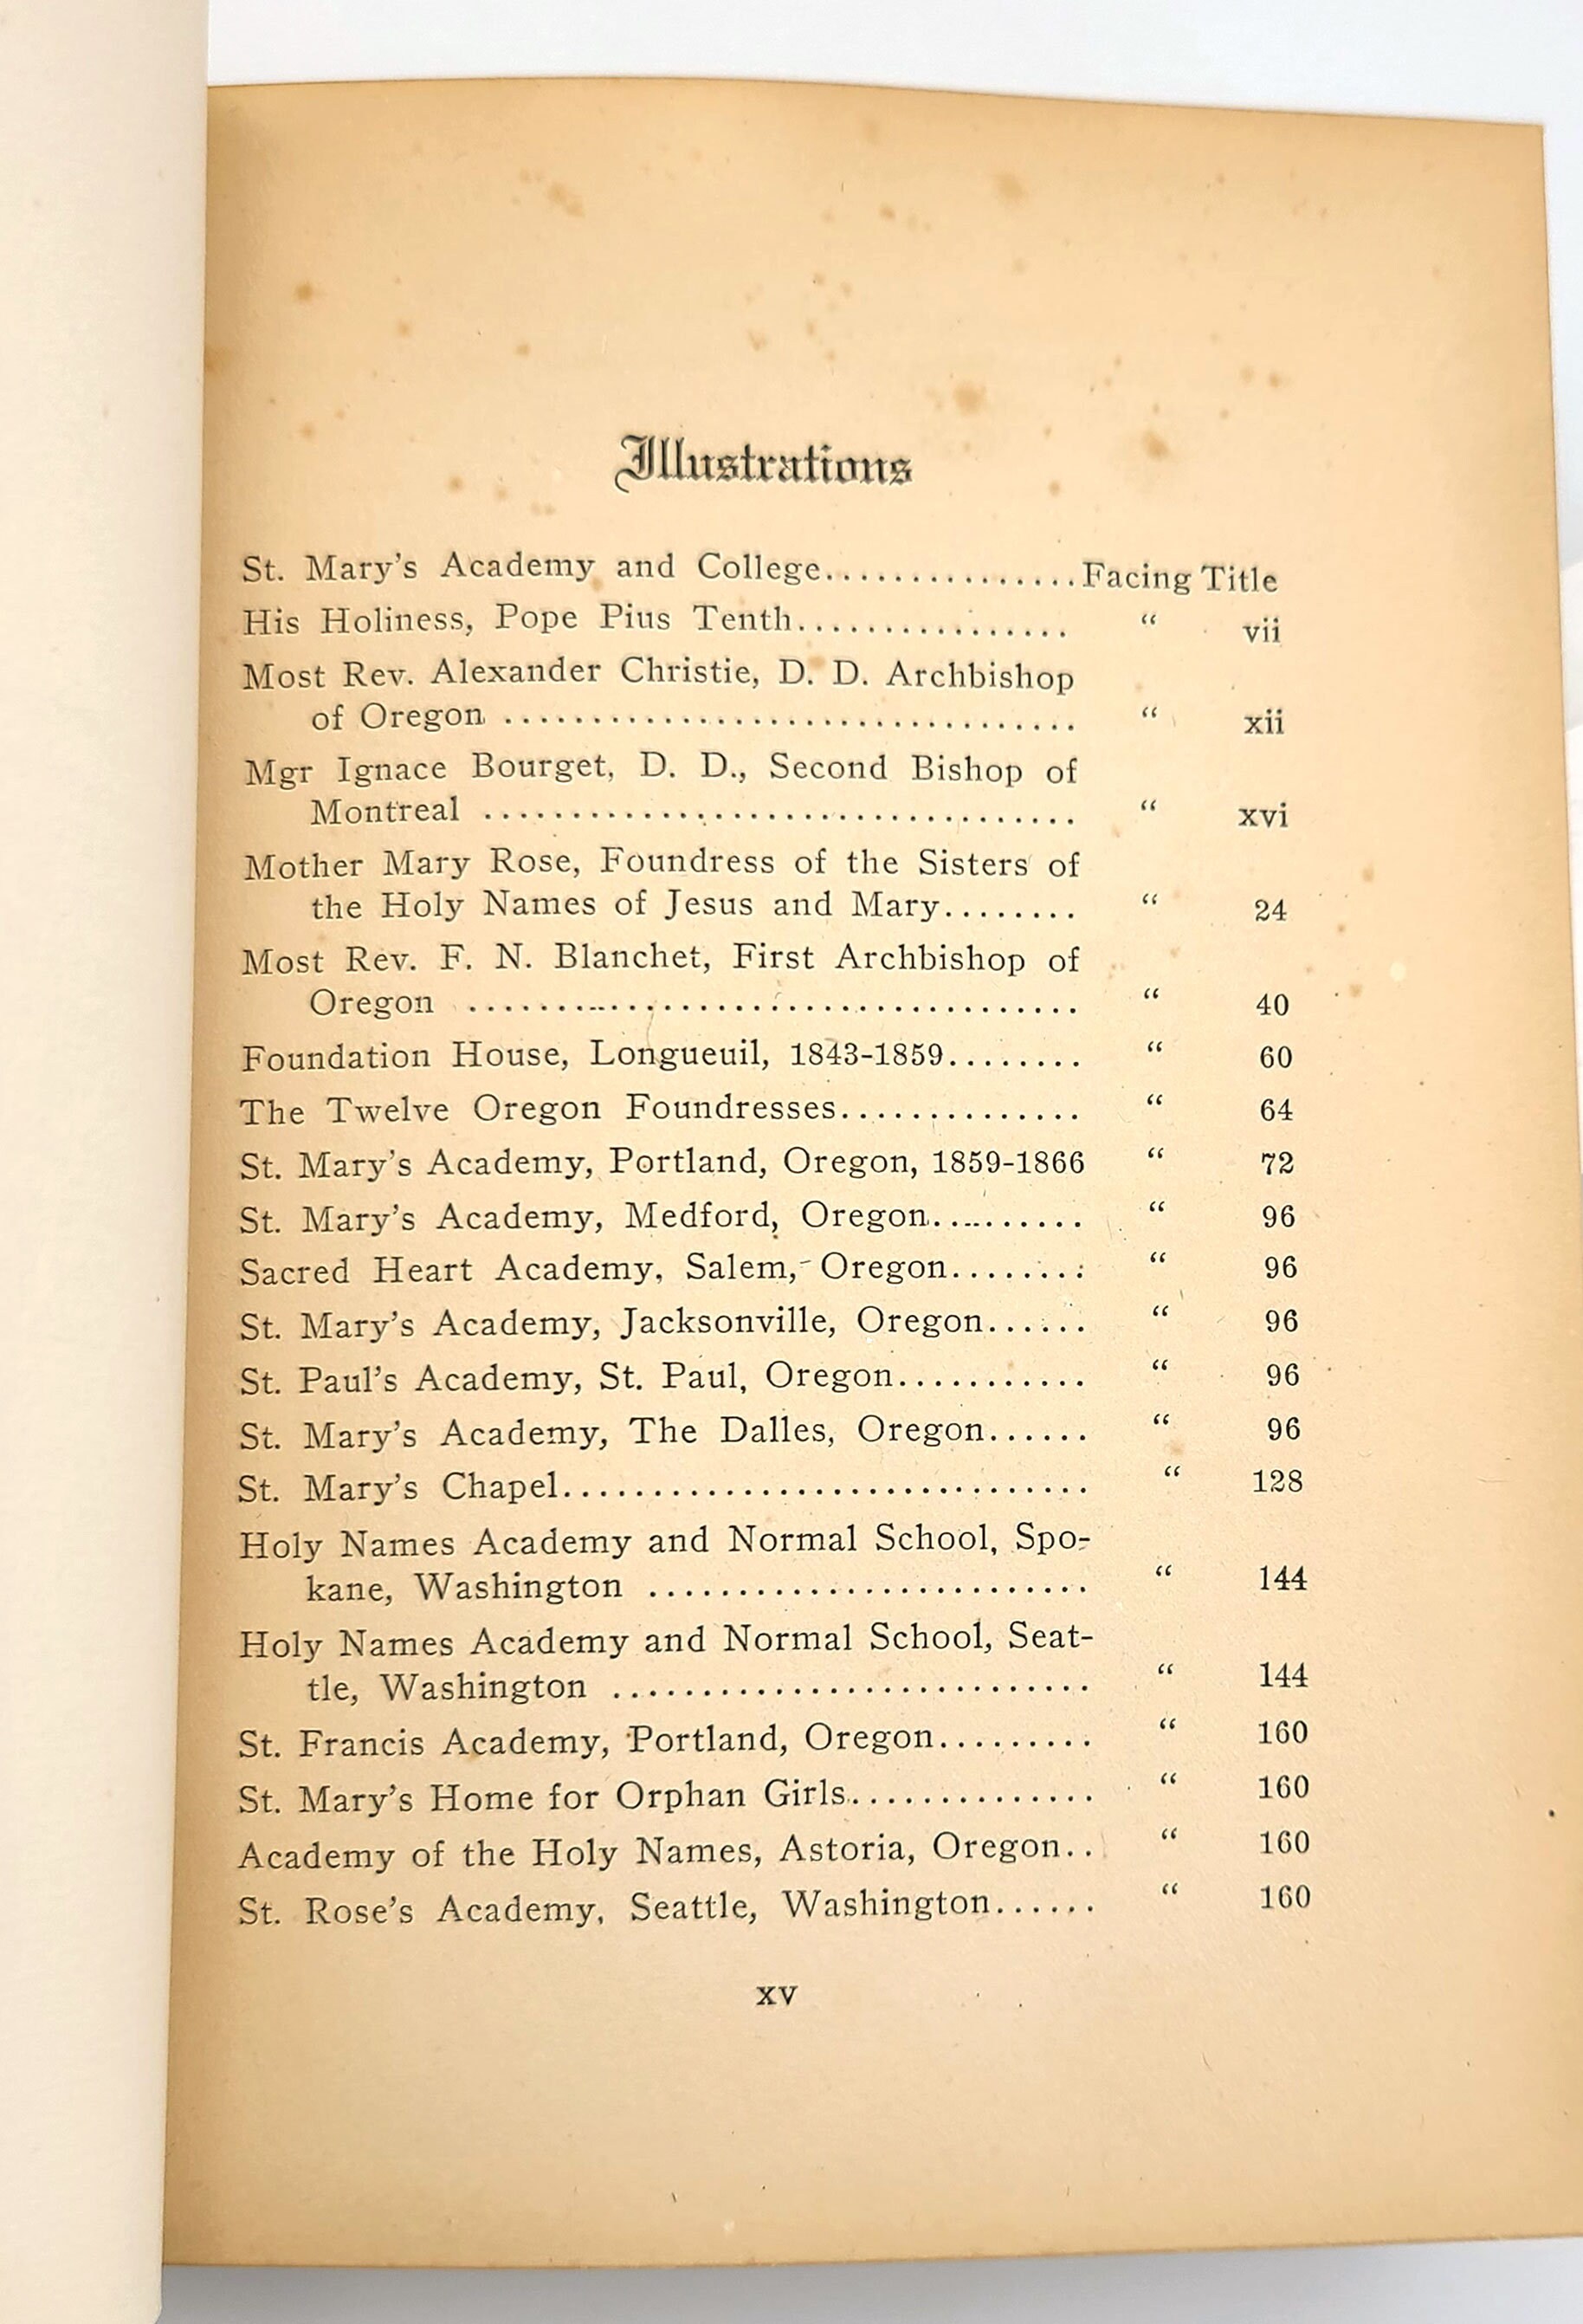 Illustrations
St. Mary's Academy and College...............Facing Title
His Holiness, Pope Pius Tenth................ “ vii
Most Rev. Alexander Christie, D. D. Archbishop
of Oregon .................................. “ xii
Mgr Ignace Bourget, D. D., Second Bishop of
Montreal ................................... “ xvi
Mother Mary Rose, Foundress of the Sisters of
the Holy Names of Jesus and Mary........ “ 24
Most Rev. F. N. Blanchet, First Archbishop of
Oregon .................................... “ 40
Foundation House, Longueuil, 1843-1859........ “ 60
The Twelve Oregon Foundresses.............. “ 64
St. Mary's Academy, Portland, Oregon, 1859-1866 “ 72
St. Mary's Academy, Medford, Oregon.......... “ 96
Sacred Heart Academy, Salem, Oregon........ “ 96
St. Mary's Academy, Jacksonville, Oregon...... “ 96
St. Paul's Academy, St. Paul, Oregon........... “ 96
St. Mary's Academy, The Dalles, Oregon...... “ 96
St. Mary's Chapel............................... “ 128
Holy Names Academy and Normal School, Spo-
kane, Washington .......................... “ 144
Holy Names Academy and Normal School, Seat-
tle, Washington ............................ “ 144
St. Francis Academy, Portland, Oregon......... “ 160
St. Mary's Home for Orphan Girls.............. “ 160
Academy of the Holy Names, Astoria, Oregon.. “ 160
St. Rose's Academy, Seattle, Washington...... “ 160
xv